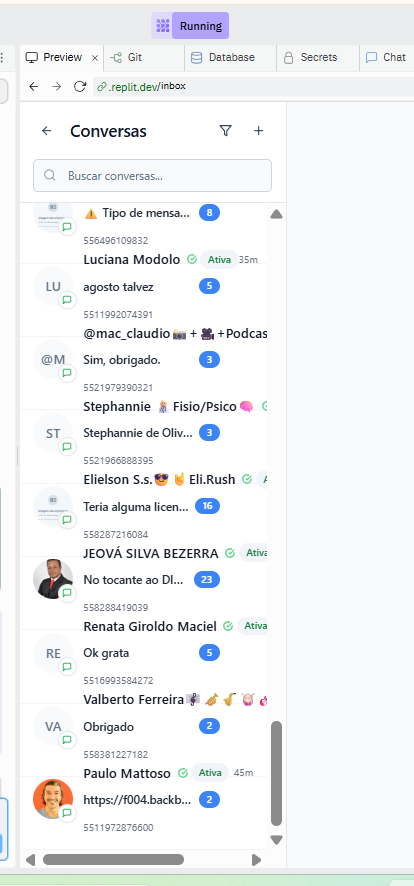 Running
Preview × Git Database Secrets Chat
.replit.dev/inbox
Conversas
Buscar conversas...
⚠️ Tipo de mensa... 8
556496109832
Luciana Modolo Ativa 35m
LU agosto talvez 5
5511992074391
@mac_claudio 📸 + 🎥 +Podcas
@M Sim, obrigado. 3
5521979390321
Stephannie Fisio/Psico 🧠
ST Stephannie de Oliv... 3
5521966888395
Elielson S.s.😎 🤘 Eli.Rush A
Teria alguma licen... 16
558287216084
JEOVÁ SILVA BEZERRA Ativa
No tocante ao DI... 23
558288419039
Renata Giroldo Maciel Ativa
RE Ok grata 5
5516993584272
Valberto Ferreira🎼 🎺 🎷
VA Obrigado 2
558381227182
Paulo Mattoso Ativa 45m
https://f004.backb... 2
5511972876600